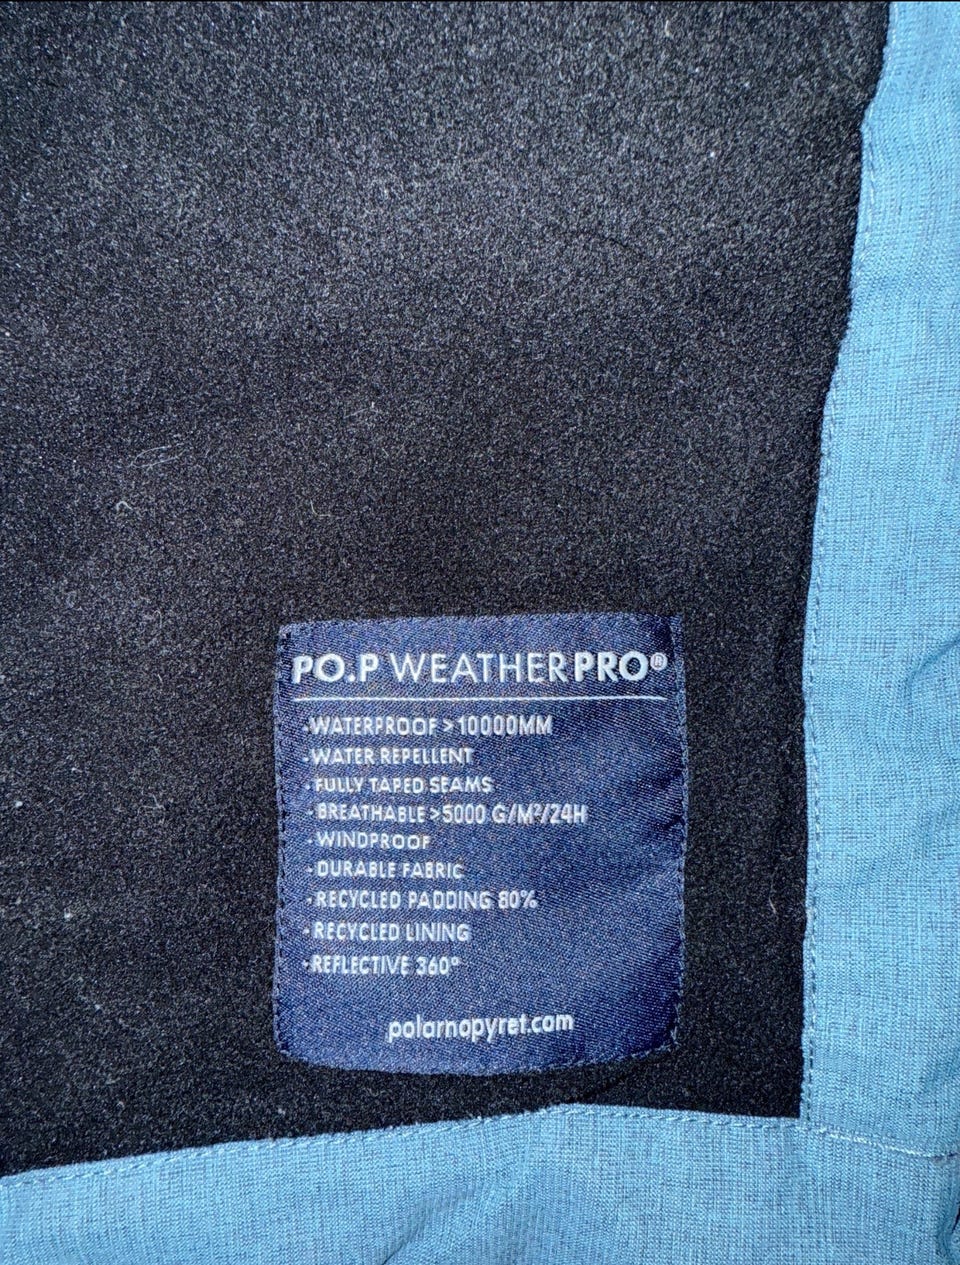 PO.P WEATHERPRO®
-WATERPROOF >10000MM
-WATER REPELLENT
-FULLY TAPED SEAMS
-BREATHABLE >5000 G/M²/24H
-WINDPROOF
-DURABLE FABRIC
-RECYCLED PADDING 80%
-RECYCLED LINING
-REFLECTIVE 360°
polarnopyret.com